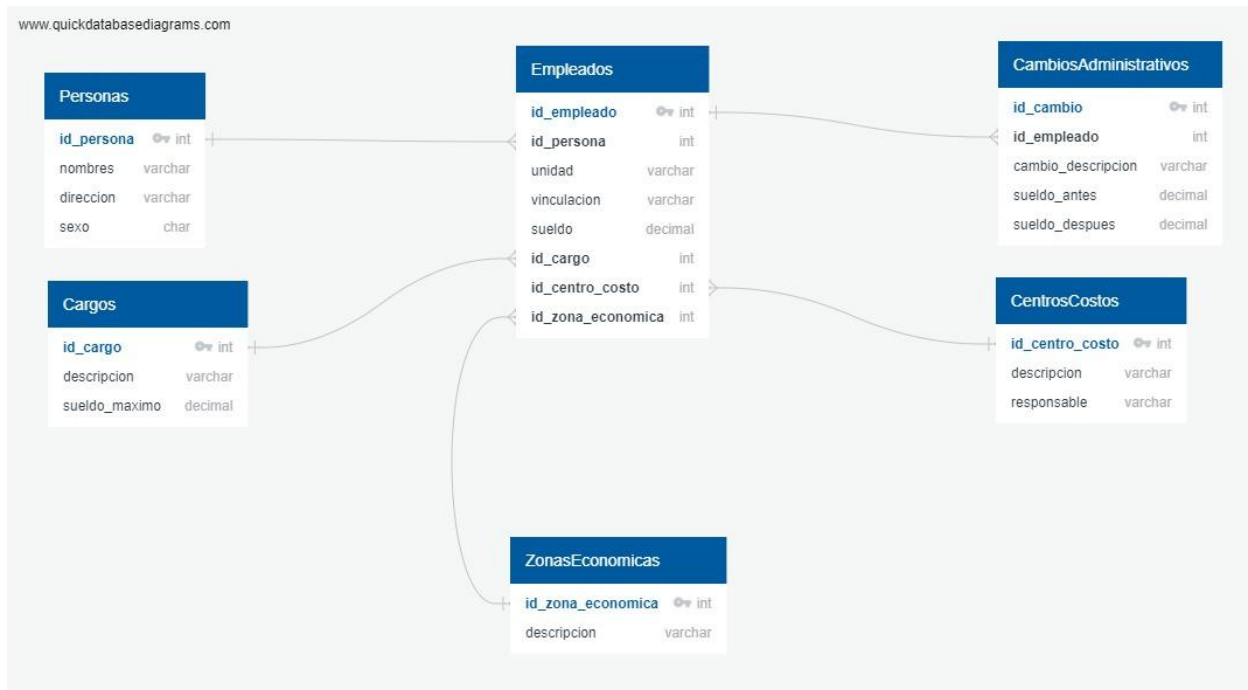 www.quickdatabasediagrams.com
Personas
id_persona int
nombres varchar
direccion varchar
sexo char
Cargos
id_cargo int
descripcion varchar
sueldo_maximo decimal
Empleados
id_empleado int
id_persona int
unidad varchar
vinculacion varchar
sueldo decimal
id_cargo int
id_centro_costo int
id_zona_economica int
CambiosAdministrativos
id_cambio int
id_empleado int
cambio_descripcion varchar
sueldo_antes decimal
sueldo_despues decimal
CentrosCostos
id_centro_costo int
descripcion varchar
responsable varchar
ZonasEconomicas
id_zona_economica int
descripcion varchar